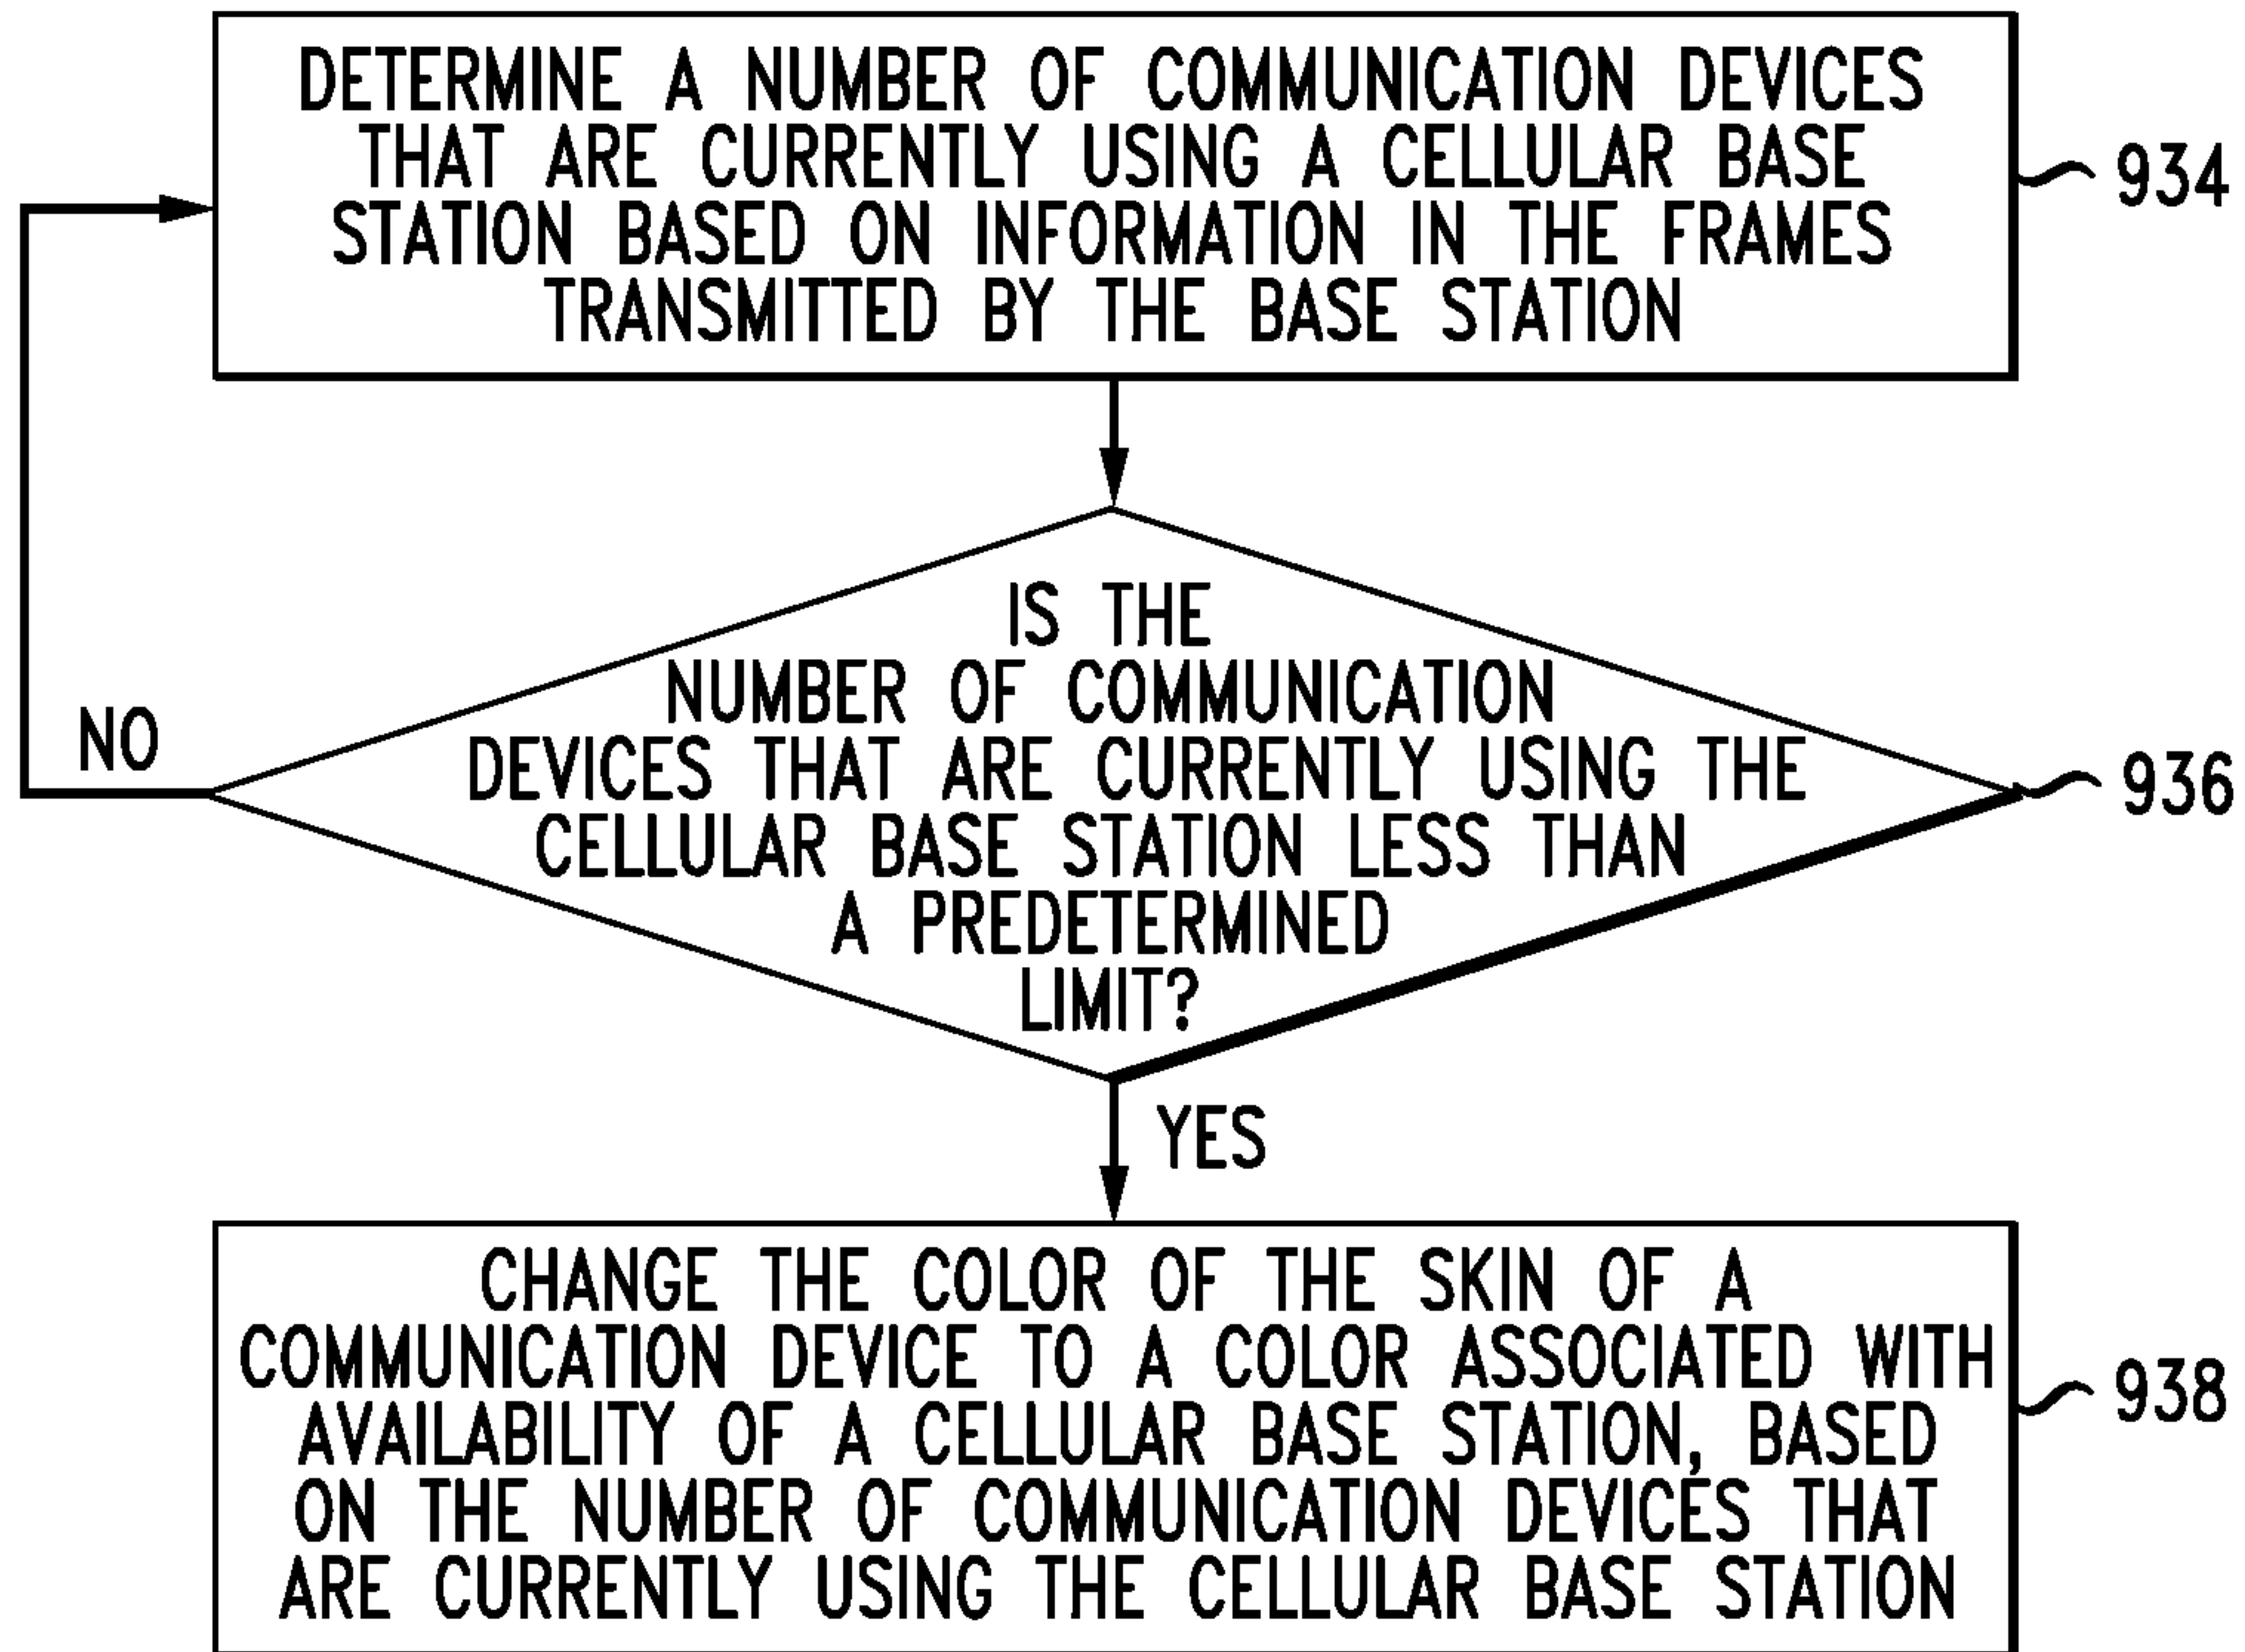 DETERMINE A NUMBER OF COMMUNICATION DEVICES
THAT ARE CURRENTLY USING A CELLULAR BASE
STATION BASED ON INFORMATION IN THE FRAMES
TRANSMITTED BY THE BASE STATION
934
IS THE
NUMBER OF COMMUNICATION
DEVICES THAT ARE CURRENTLY USING THE
CELLULAR BASE STATION LESS THAN
A PREDETERMINED
LIMIT?
936
NO
YES
CHANGE THE COLOR OF THE SKIN OF A
COMMUNICATION DEVICE TO A COLOR ASSOCIATED WITH
AVAILABILITY OF A CELLULAR BASE STATION, BASED
ON THE NUMBER OF COMMUNICATION DEVICES THAT
ARE CURRENTLY USING THE CELLULAR BASE STATION
938